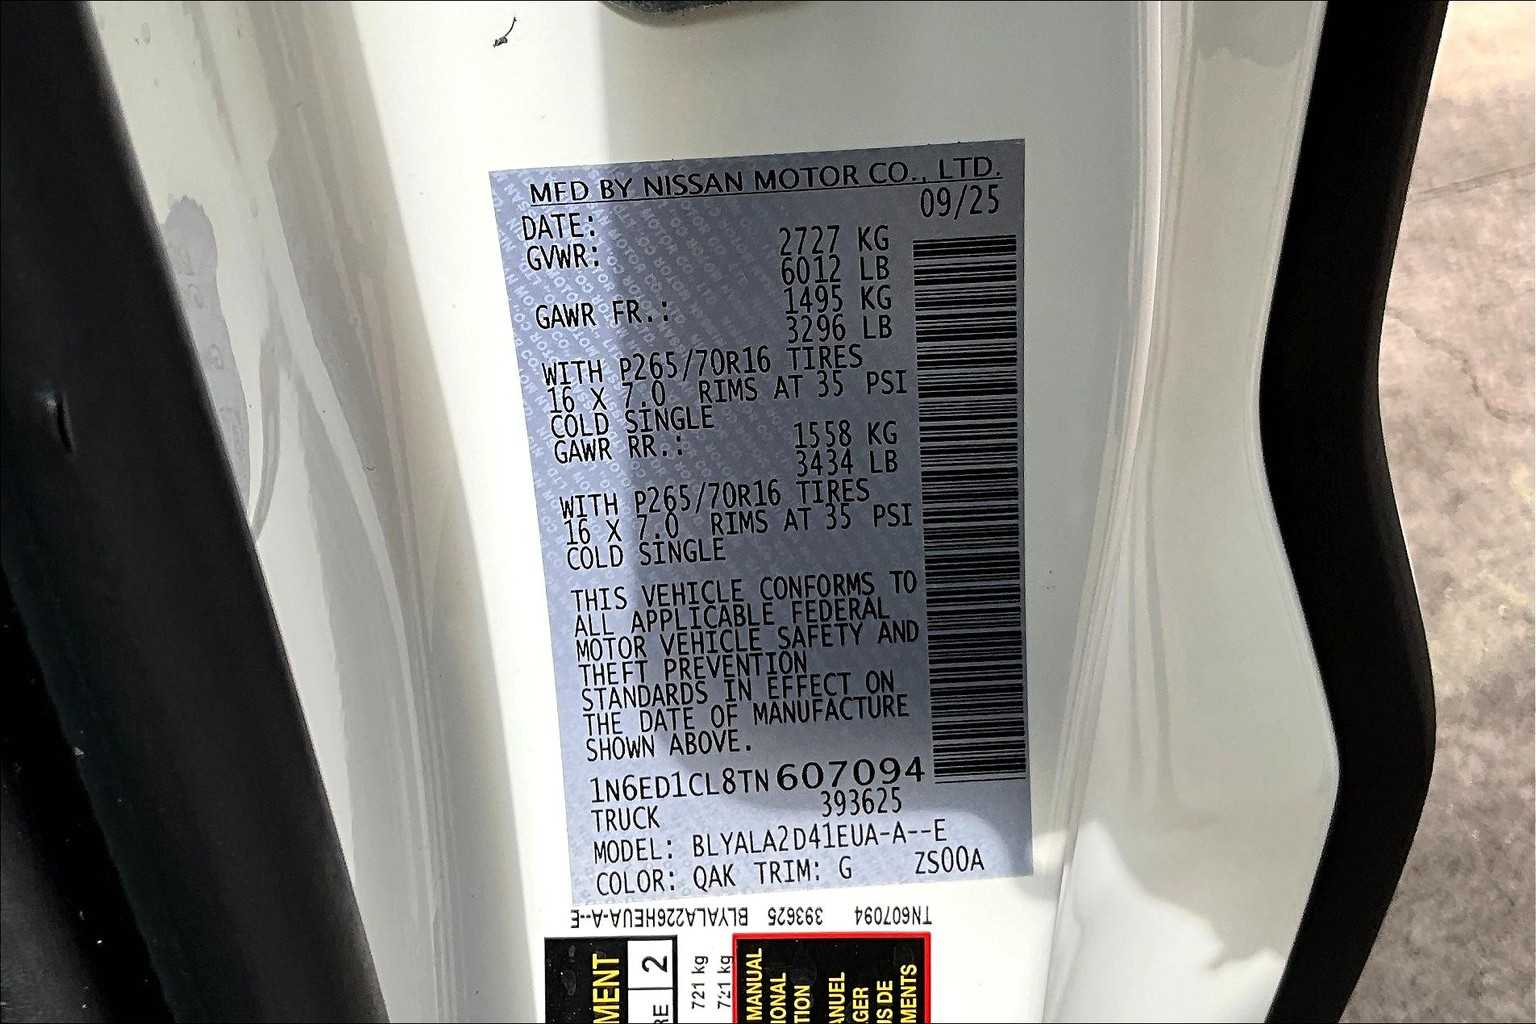 MFD BY NISSAN MOTOR CO., LTD.
DATE: 09/25
GVWR: 2727 KG
6012 LB
GAWR FR.: 1495 KG
3296 LB
WITH P265/70R16 TIRES
16 X 7.0 RIMS AT 35 PSI
COLD SINGLE
GAWR RR.: 1558 KG
3434 LB
WITH P265/70R16 TIRES
16 X 7.0 RIMS AT 35 PSI
COLD SINGLE
THIS VEHICLE CONFORMS TO
ALL APPLICABLE FEDERAL
MOTOR VEHICLE SAFETY AND
THEFT PREVENTION
STANDARDS IN EFFECT ON
THE DATE OF MANUFACTURE
SHOWN ABOVE.
1N6ED1CL8TN607094
TRUCK 393625
MODEL: BLYALA2D41EUA-A--E
COLOR: QAK TRIM: G ZS00A
TN607094 393625 BLYALA226HEUA-A--E
2
721 kg
721 kg
MANUAL